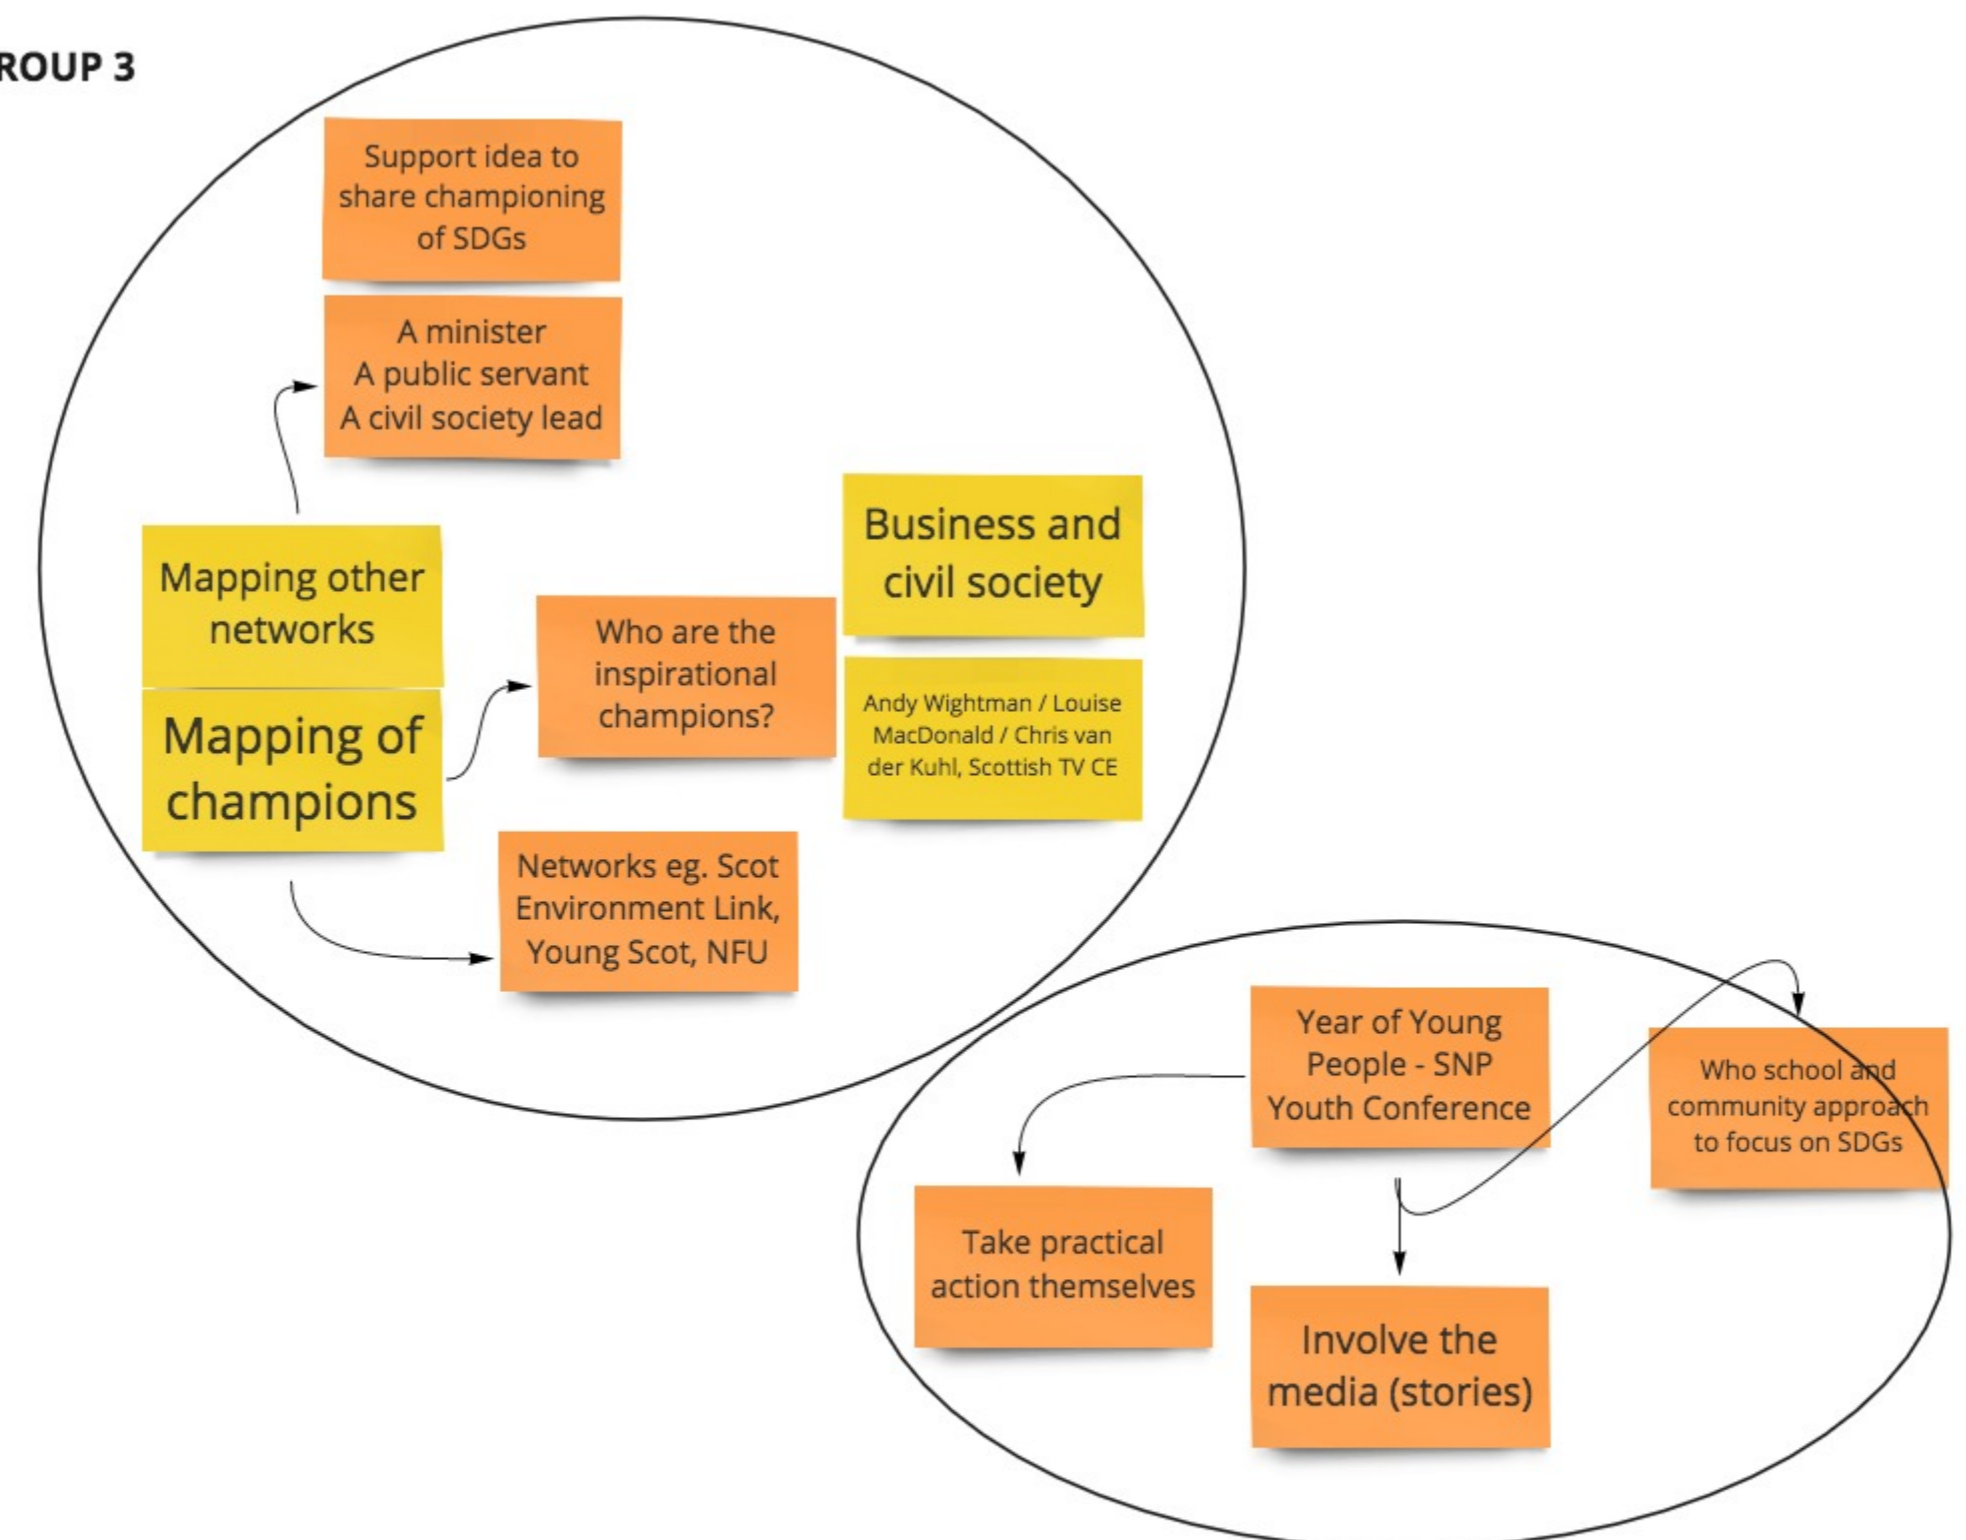 ROUP 3
Support idea to
share championing
of SDGs
A minister
A public servant
A civil society lead
Mapping other
networks
Mapping of
champions
Who are the
inspirational
champions?
Business and
civil society
Andy Wightman / Louise
MacDonald / Chris van
der Kuhl, Scottish TV CE
Networks eg. Scot
Environment Link,
Young Scot, NFU
Year of Young
People - SNP
Youth Conference
Who school and
community approach
to focus on SDGs
Take practical
action themselves
Involve the
media (stories)